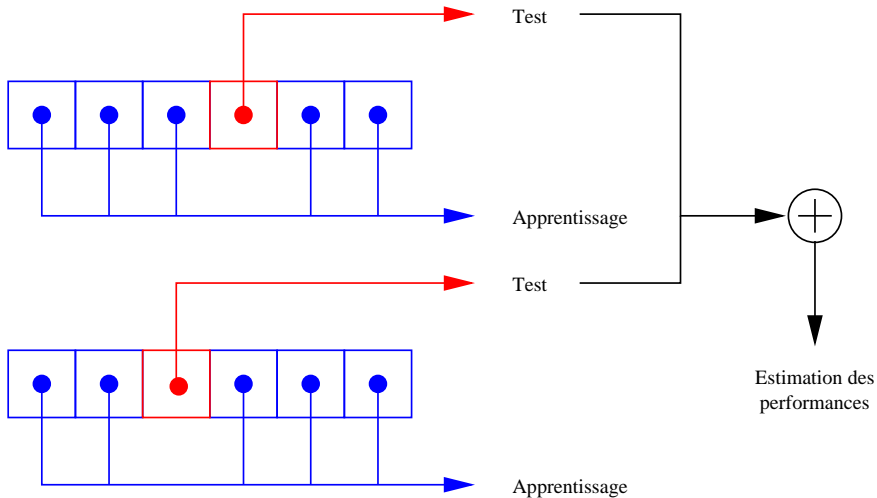 Test
Apprentissage
Test
Estimation des
performances
Apprentissage